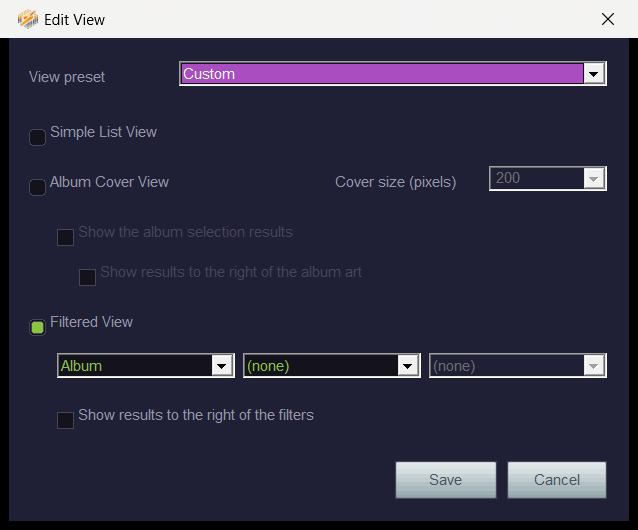 Edit View
View preset
Custom
Simple List View
Album Cover View
Cover size (pixels)
200
Show the album selection results
Show results to the right of the album art
Filtered View
Album
(none)
(none)
Show results to the right of the filters
Save
Cancel